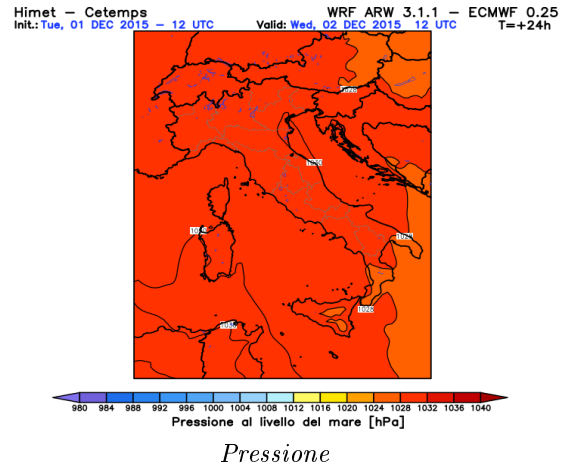 Himet – Cetemps WRF ARW 3.1.1 – ECMWF 0.25
Init.: Tue, 01 DEC 2015 – 12 UTC Valid: Wed, 02 DEC 2015 12 UTC T=+24h
1028
1028
980 984 988 992 996 1000 1004 1008 1012 1016 1020 1024 1028 1032 1036 1040
Pressione al livello del mare [hPa]
Pressione